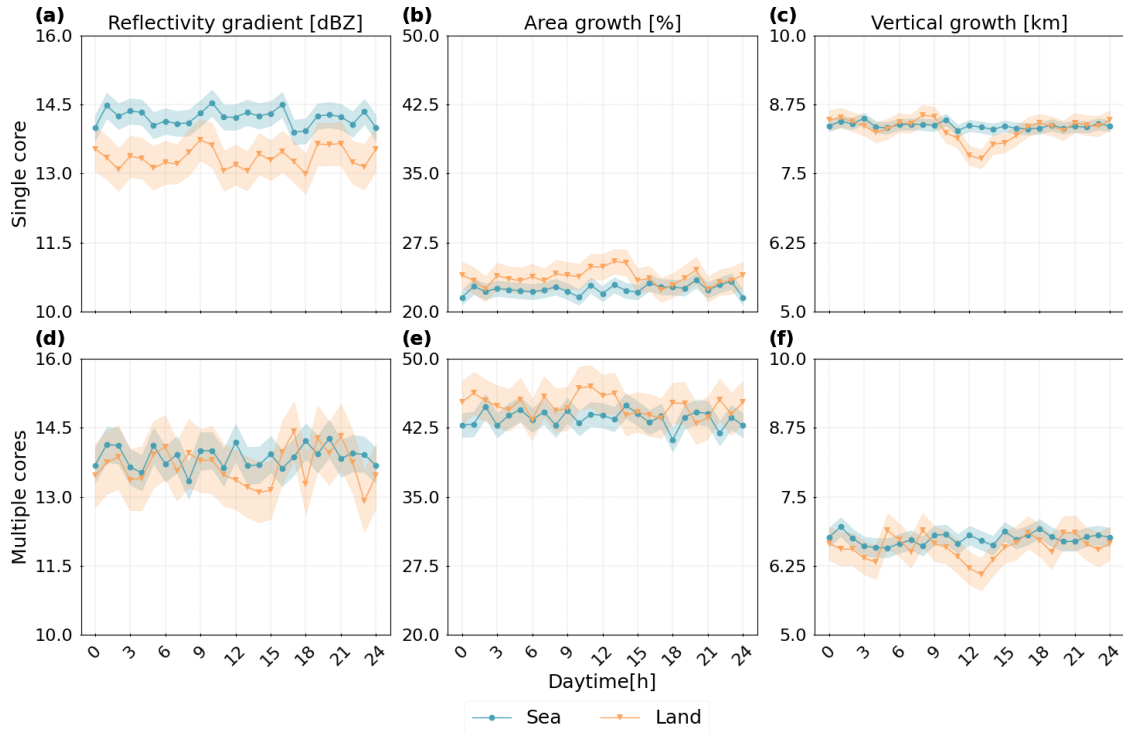 (a) Reflectivity gradient [dBZ] (b) Area growth [%] (c) Vertical growth [km]
Single core
16.0 14.5 13.0 11.5 10.0
50.0 42.5 35.0 27.5 20.0
10.0 8.75 7.5 6.25 5.0
(d) (e) (f)
Multiple cores
16.0 14.5 13.0 11.5 10.0
50.0 42.5 35.0 27.5 20.0
10.0 8.75 7.5 6.25 5.0
0 3 6 9 12 15 18 21 24 0 3 6 9 12 15 18 21 24 0 3 6 9 12 15 18 21 24
Daytime[h]
Sea Land